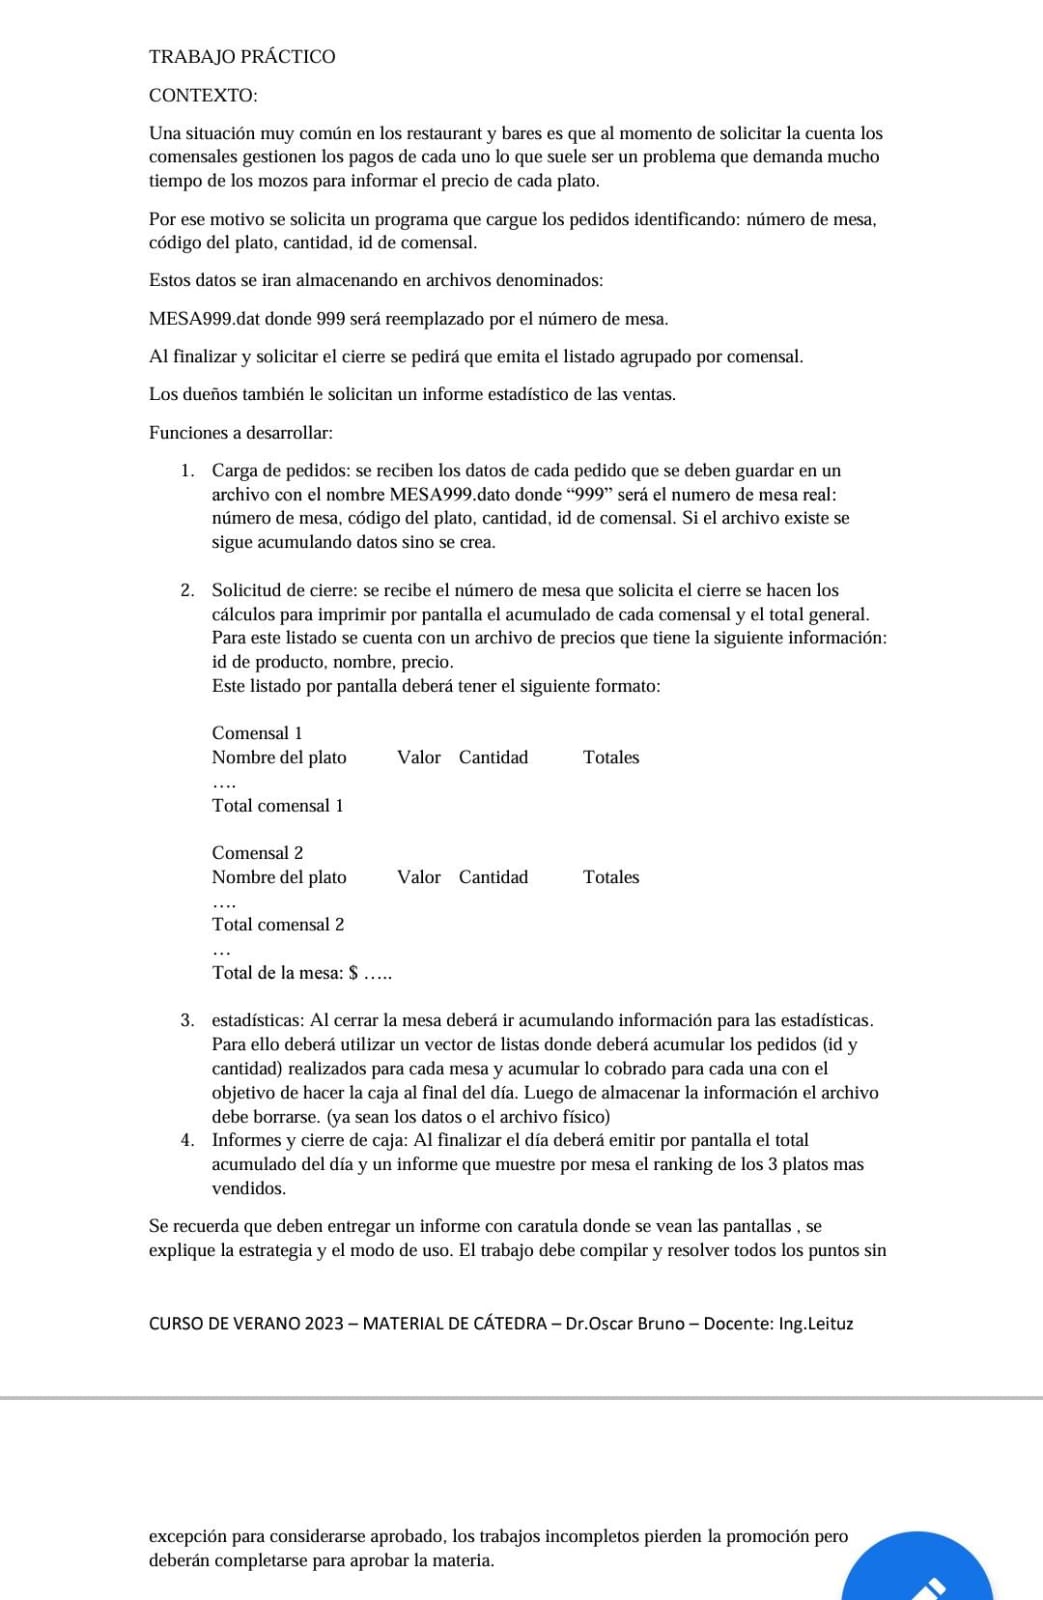 TRABAJO PRÁCTICO
CONTEXTO:
Una situación muy común en los restaurant y bares es que al momento de solicitar la cuenta los
comensales gestionen los pagos de cada uno lo que suele ser un problema que demanda mucho
tiempo de los mozos para informar el precio de cada plato.
Por ese motivo se solicita un programa que cargue los pedidos identificando: número de mesa,
código del plato, cantidad, id de comensal.
Estos datos se iran almacenando en archivos denominados:
MESA999.dat donde 999 será reemplazado por el número de mesa.
Al finalizar y solicitar el cierre se pedirá que emita el listado agrupado por comensal.
Los dueños también le solicitan un informe estadístico de las ventas.
Funciones a desarrollar:
1. Carga de pedidos: se reciben los datos de cada pedido que se deben guardar en un
archivo con el nombre MESA999.dato donde “999” será el numero de mesa real:
número de mesa, código del plato, cantidad, id de comensal. Si el archivo existe se
sigue acumulando datos sino se crea.
2. Solicitud de cierre: se recibe el número de mesa que solicita el cierre se hacen los
cálculos para imprimir por pantalla el acumulado de cada comensal y el total general.
Para este listado se cuenta con un archivo de precios que tiene la siguiente información:
id de producto, nombre, precio.
Este listado por pantalla deberá tener el siguiente formato:
Comensal 1
Nombre del plato Valor Cantidad Totales
….
Total comensal 1
Comensal 2
Nombre del plato Valor Cantidad Totales
….
Total comensal 2
…
Total de la mesa: $ …..
3. estadísticas: Al cerrar la mesa deberá ir acumulando información para las estadísticas.
Para ello deberá utilizar un vector de listas donde deberá acumular los pedidos (id y
cantidad) realizados para cada mesa y acumular lo cobrado para cada una con el
objetivo de hacer la caja al final del día. Luego de almacenar la información el archivo
debe borrarse. (ya sean los datos o el archivo físico)
4. Informes y cierre de caja: Al finalizar el día deberá emitir por pantalla el total
acumulado del día y un informe que muestre por mesa el ranking de los 3 platos mas
vendidos.
Se recuerda que deben entregar un informe con caratula donde se vean las pantallas , se
explique la estrategia y el modo de uso. El trabajo debe compilar y resolver todos los puntos sin
CURSO DE VERANO 2023 – MATERIAL DE CÁTEDRA – Dr.Oscar Bruno – Docente: Ing.Leituz
excepción para considerarse aprobado, los trabajos incompletos pierden la promoción pero
deberán completarse para aprobar la materia.